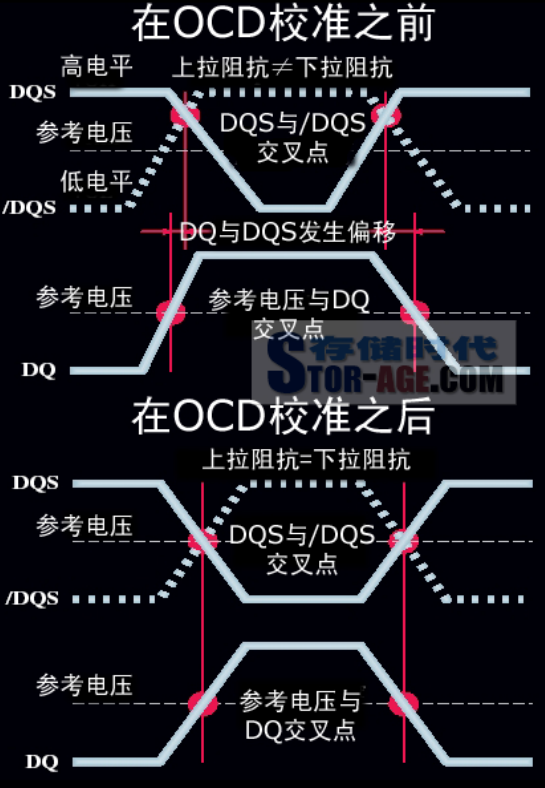 在OCD校准之前
高电平
上拉阻抗≠下拉阻抗
DQS
参考电压
DQS与/DQS
交叉点
低电平
/DQS
DQ与DQS发生偏移
参考电压
参考电压与DQ
交叉点
存储时代
STOR-AGE.COM
DQ
在OCD校准之后
上拉阻抗=下拉阻抗
DQS
参考电压
DQS与/DQS
交叉点
/DQS
参考电压
参考电压与
DQ交叉点
DQ